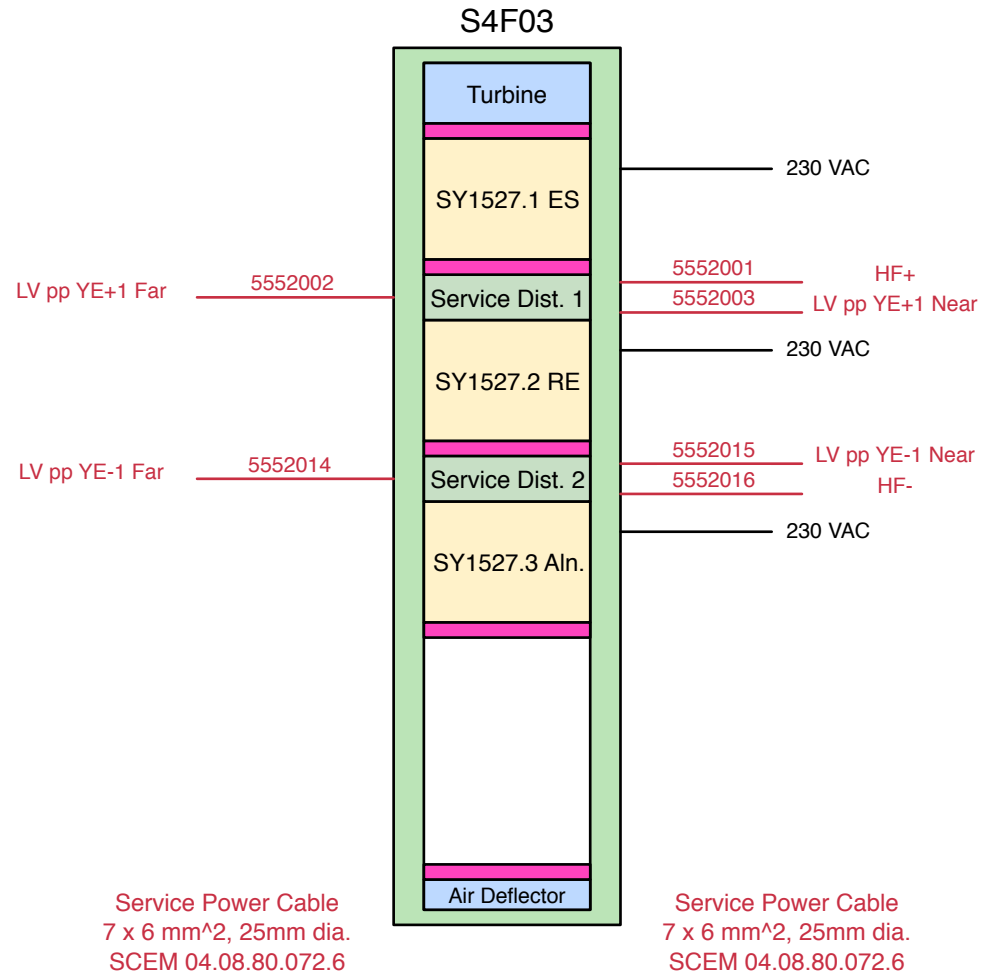 S4F03
Turbine
230 VAC
SY1527.1 ES
5552001
HF+
5552002
LV pp YE+1 Far
Service Dist. 1
5552003
LV pp YE+1 Near
230 VAC
SY1527.2 RE
5552015
LV pp YE-1 Near
5552014
LV pp YE-1 Far
Service Dist. 2
5552016
HF-
230 VAC
SY1527.3 Aln.
Air Deflector
Service Power Cable
7 x 6 mm^2, 25mm dia.
SCEM 04.08.80.072.6
Service Power Cable
7 x 6 mm^2, 25mm dia.
SCEM 04.08.80.072.6